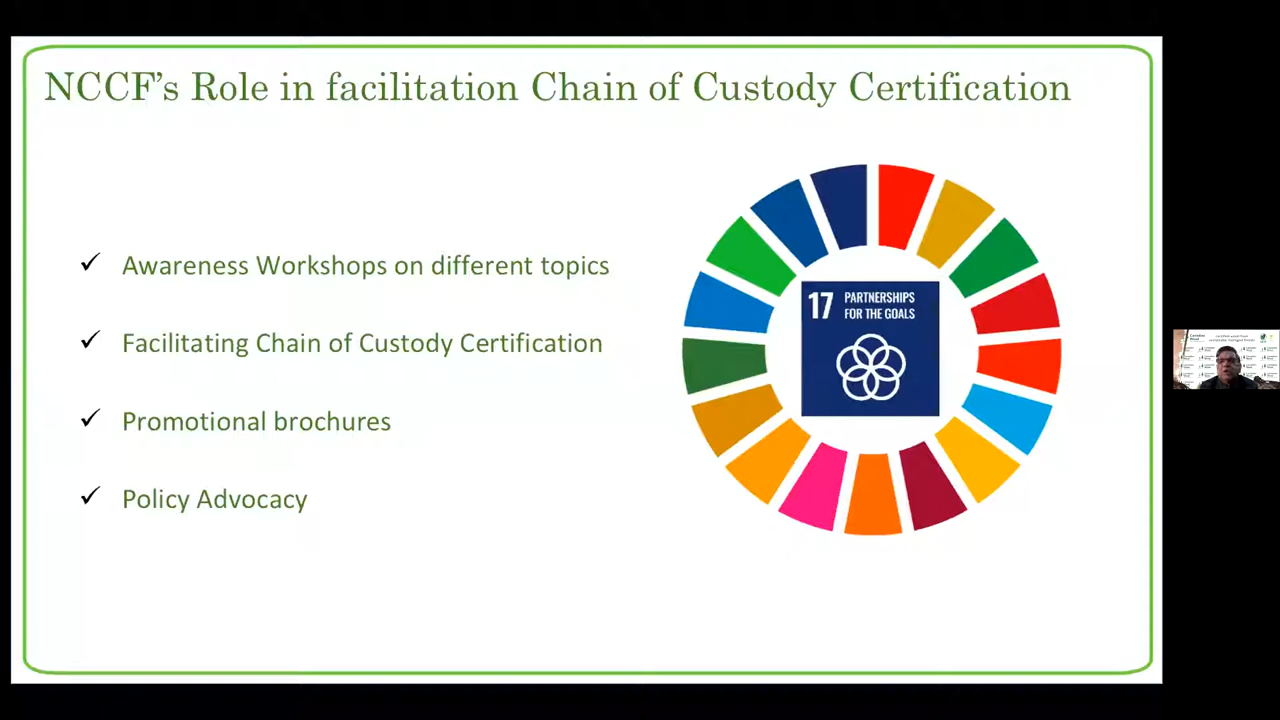 NCCF's Role in facilitation Chain of Custody Certification
✓ Awareness Workshops on different topics
✓ Facilitating Chain of Custody Certification
✓ Promotional brochures
✓ Policy Advocacy
17 PARTNERSHIPS
FOR THE GOALS